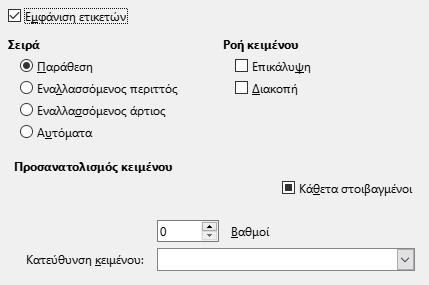 Εμφάνιση ετικετών
Σειρά
Παράθεση
Εναλλασσόμενος περιττός
Εναλλασσόμενος άρτιος
Αυτόματα
Ροή κειμένου
Επικάλυψη
Διακοπή
Προσανατολισμός κειμένου
Κάθετα στοιβαγμένοι
0 Βαθμοί
Κατεύθυνση κειμένου: